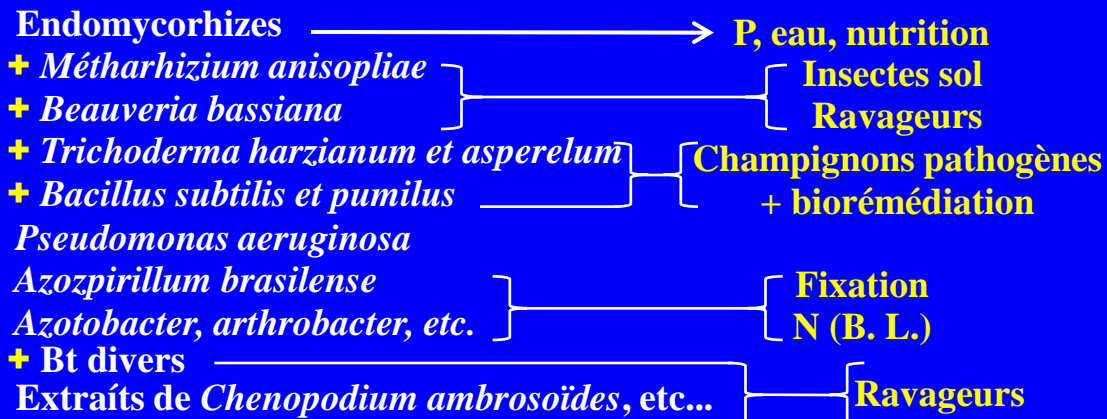 Endomycorhizes
P, eau, nutrition
+ Métharhizium anisopliae
Insectes sol
+ Beauveria bassiana
Ravageurs
+ Trichoderma harzianum et asperelum
Champignons pathogènes
+ Bacillus subtilis et pumilus
+ biorémédiation
Pseudomonas aeruginosa
Azozpirillum brasilense
Fixation
Azotobacter, arthrobacter, etc.
N (B. L.)
+ Bt divers
Extraíts de Chenopodium ambrosoïdes, etc...
Ravageurs